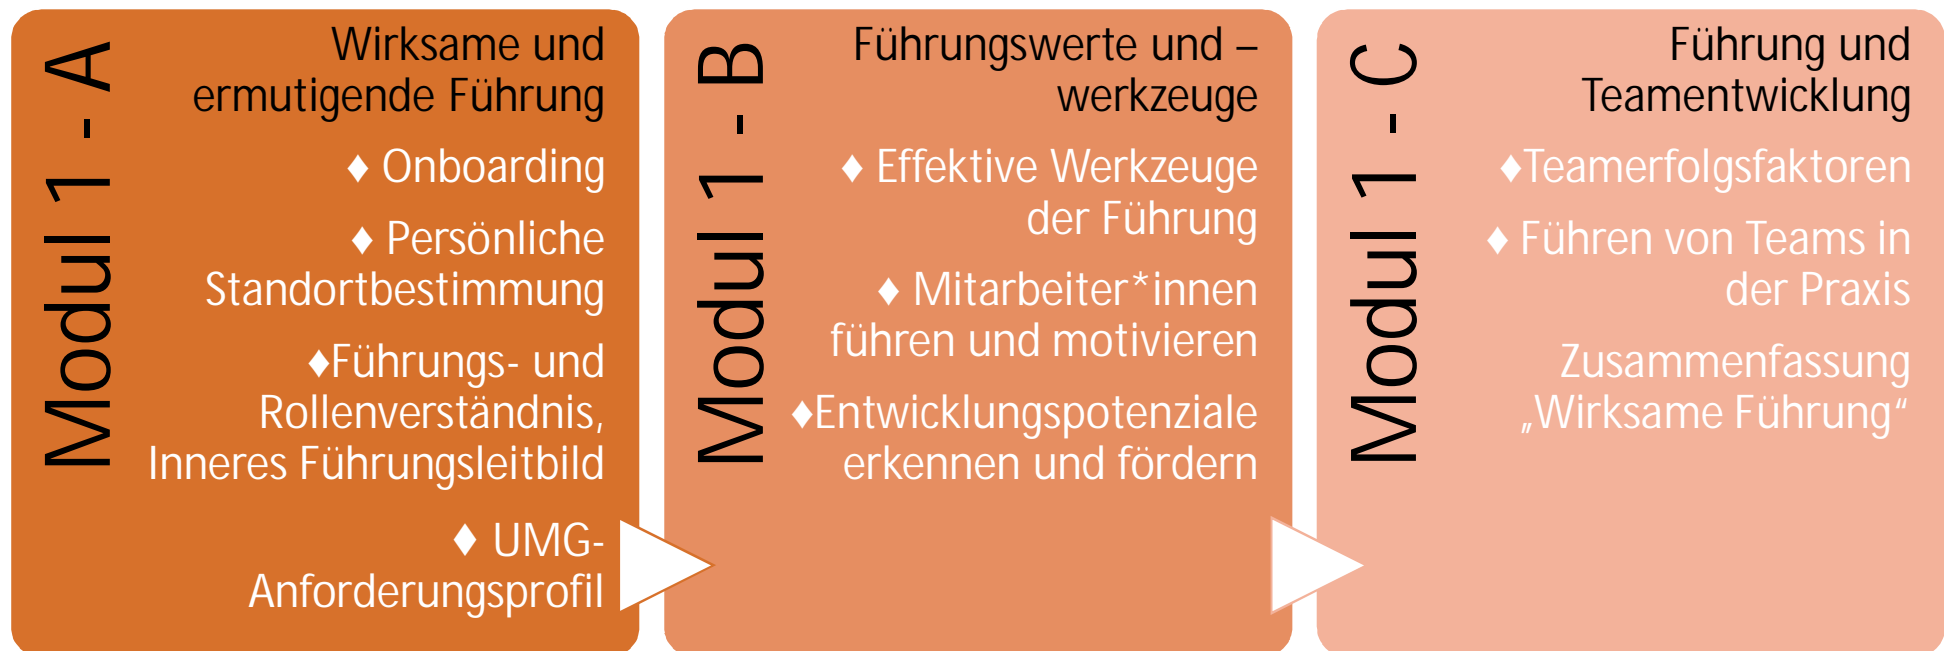 Modul 1 - A
Wirksame und
ermutigende Führung
♦ Onboarding
♦ Persönliche
Standortbestimmung
♦Führungs- und
Rollenverständnis,
Inneres Führungsleitbild
♦ UMG-
Anforderungsprofil
Modul 1 - B
Führungswerte und –
werkzeuge
♦ Effektive Werkzeuge
der Führung
♦ Mitarbeiter*innen
führen und motivieren
♦Entwicklungspotenziale
erkennen und fördern
Modul 1 - C
Führung und
Teamentwicklung
♦Teamerfolgsfaktoren
♦ Führen von Teams in
der Praxis
Zusammenfassung
„Wirksame Führung“